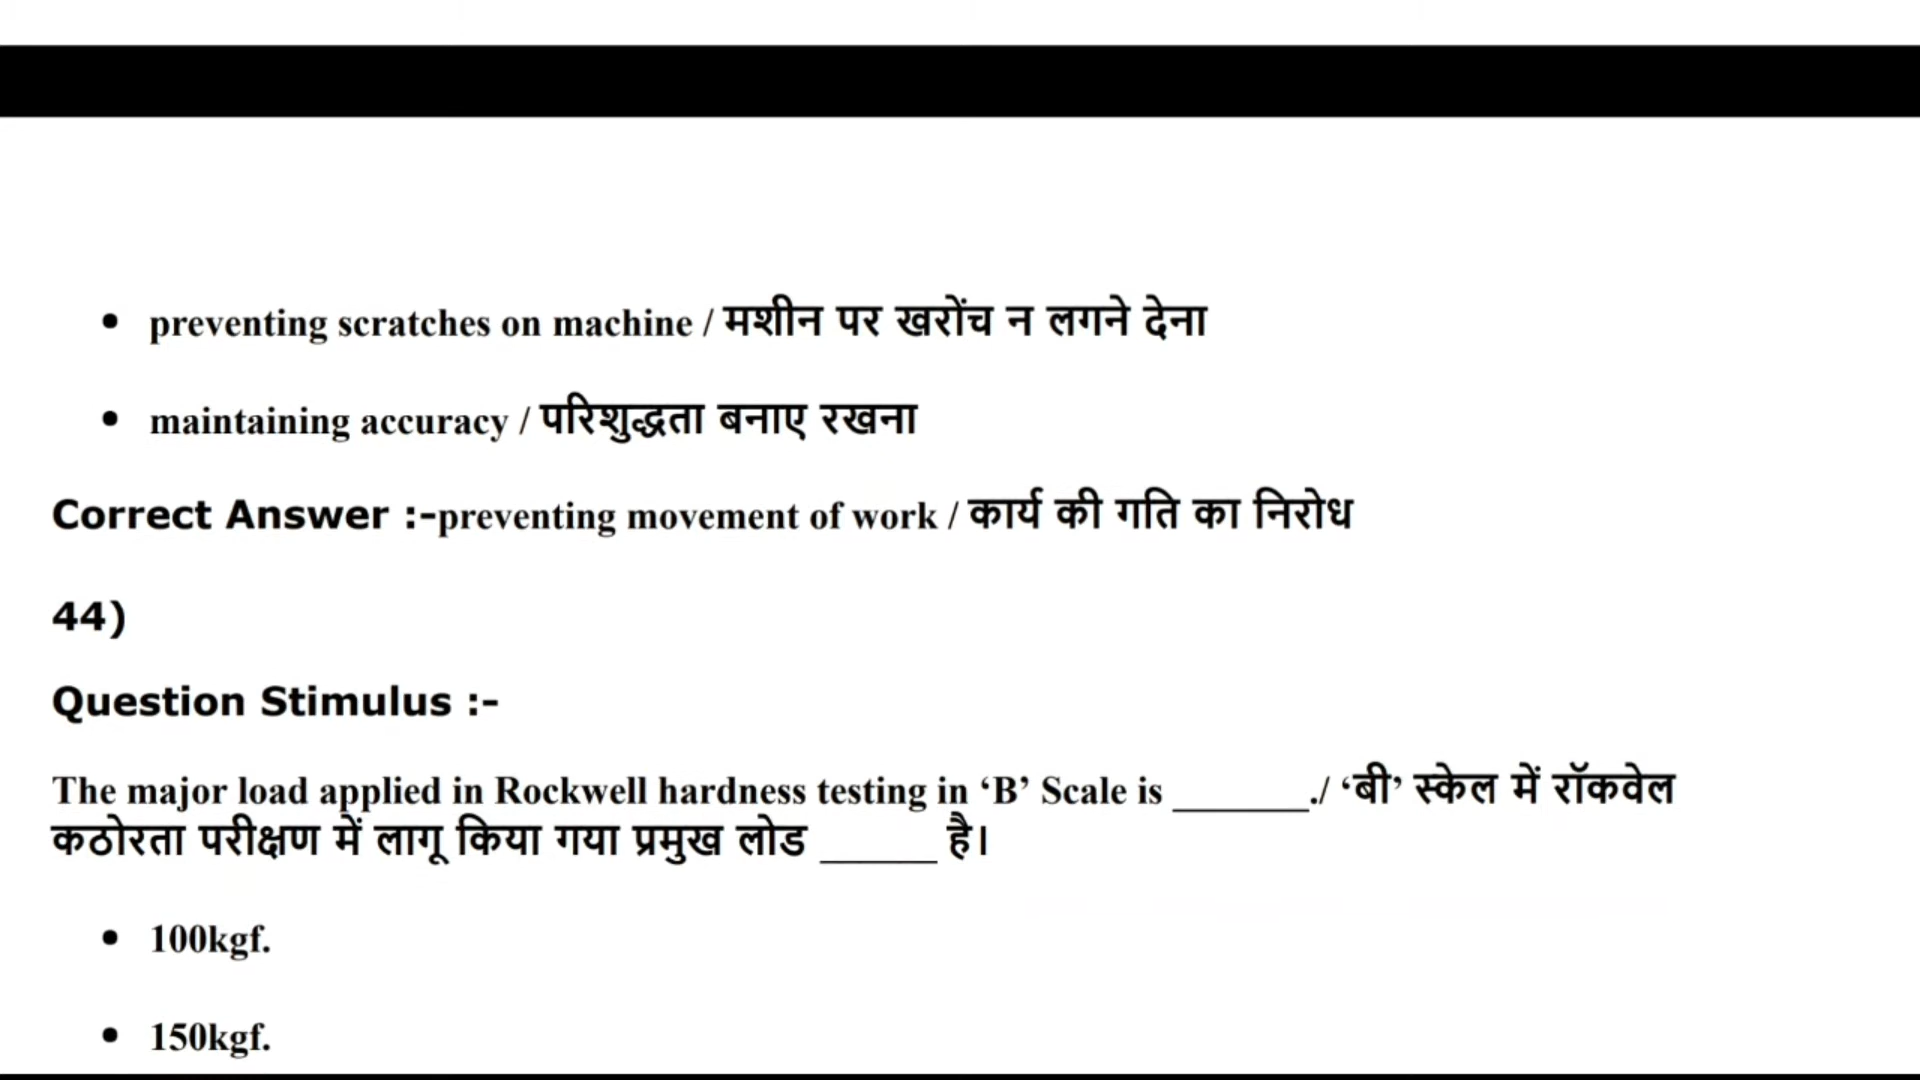 • preventing scratches on machine / मशीन पर खरोंच न लगने देना
• maintaining accuracy / परिशुद्धता बनाए रखना
Correct Answer :-preventing movement of work / कार्य की गति का निरोध
44)
Question Stimulus :-
The major load applied in Rockwell hardness testing in ‘B’ Scale is _______./ ‘बी’ स्केल में रॉकवेल
कठोरता परीक्षण में लागू किया गया प्रमुख लोड ______ है।
• 100kgf.
• 150kgf.